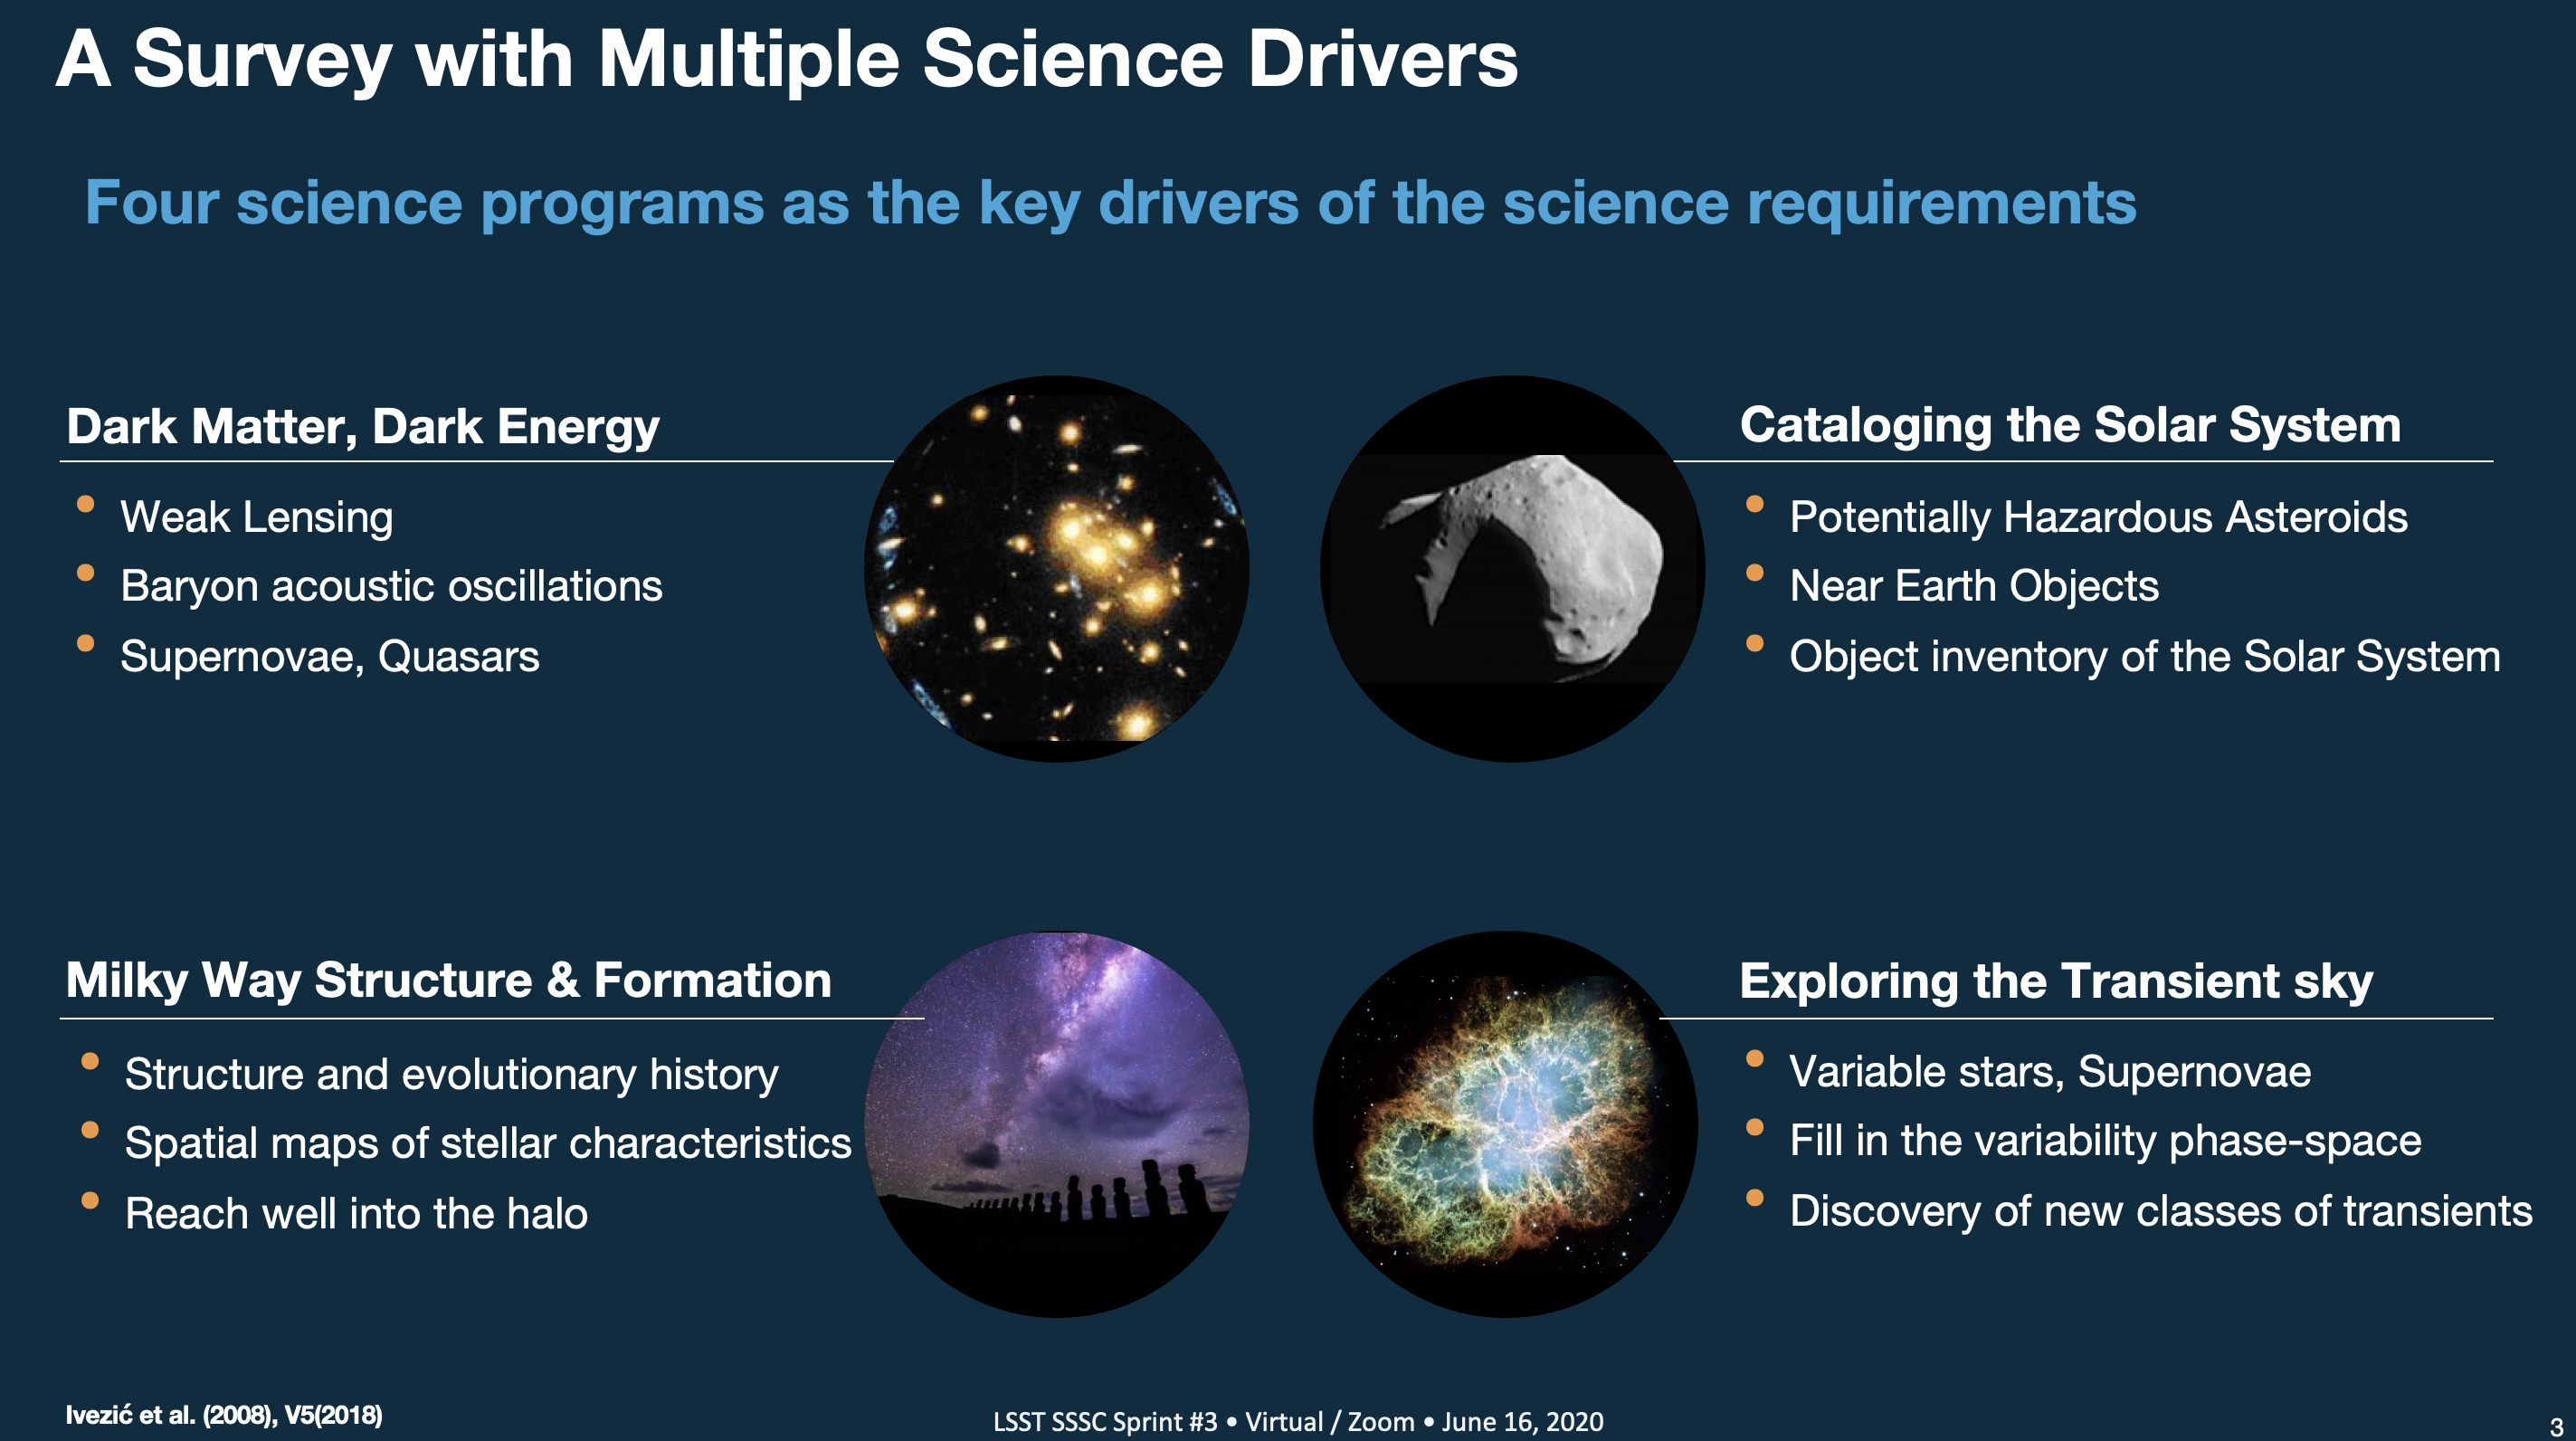 A Survey with Multiple Science Drivers
Four science programs as the key drivers of the science requirements
Dark Matter, Dark Energy
• Weak Lensing
• Baryon acoustic oscillations
• Supernovae, Quasars
Cataloging the Solar System
• Potentially Hazardous Asteroids
• Near Earth Objects
• Object inventory of the Solar System
Milky Way Structure & Formation
• Structure and evolutionary history
• Spatial maps of stellar characteristics
• Reach well into the halo
Exploring the Transient sky
• Variable stars, Supernovae
• Fill in the variability phase-space
• Discovery of new classes of transients
Ivezić et al. (2008), V5(2018)
LSST SSSC Sprint #3 • Virtual / Zoom • June 16, 2020
3